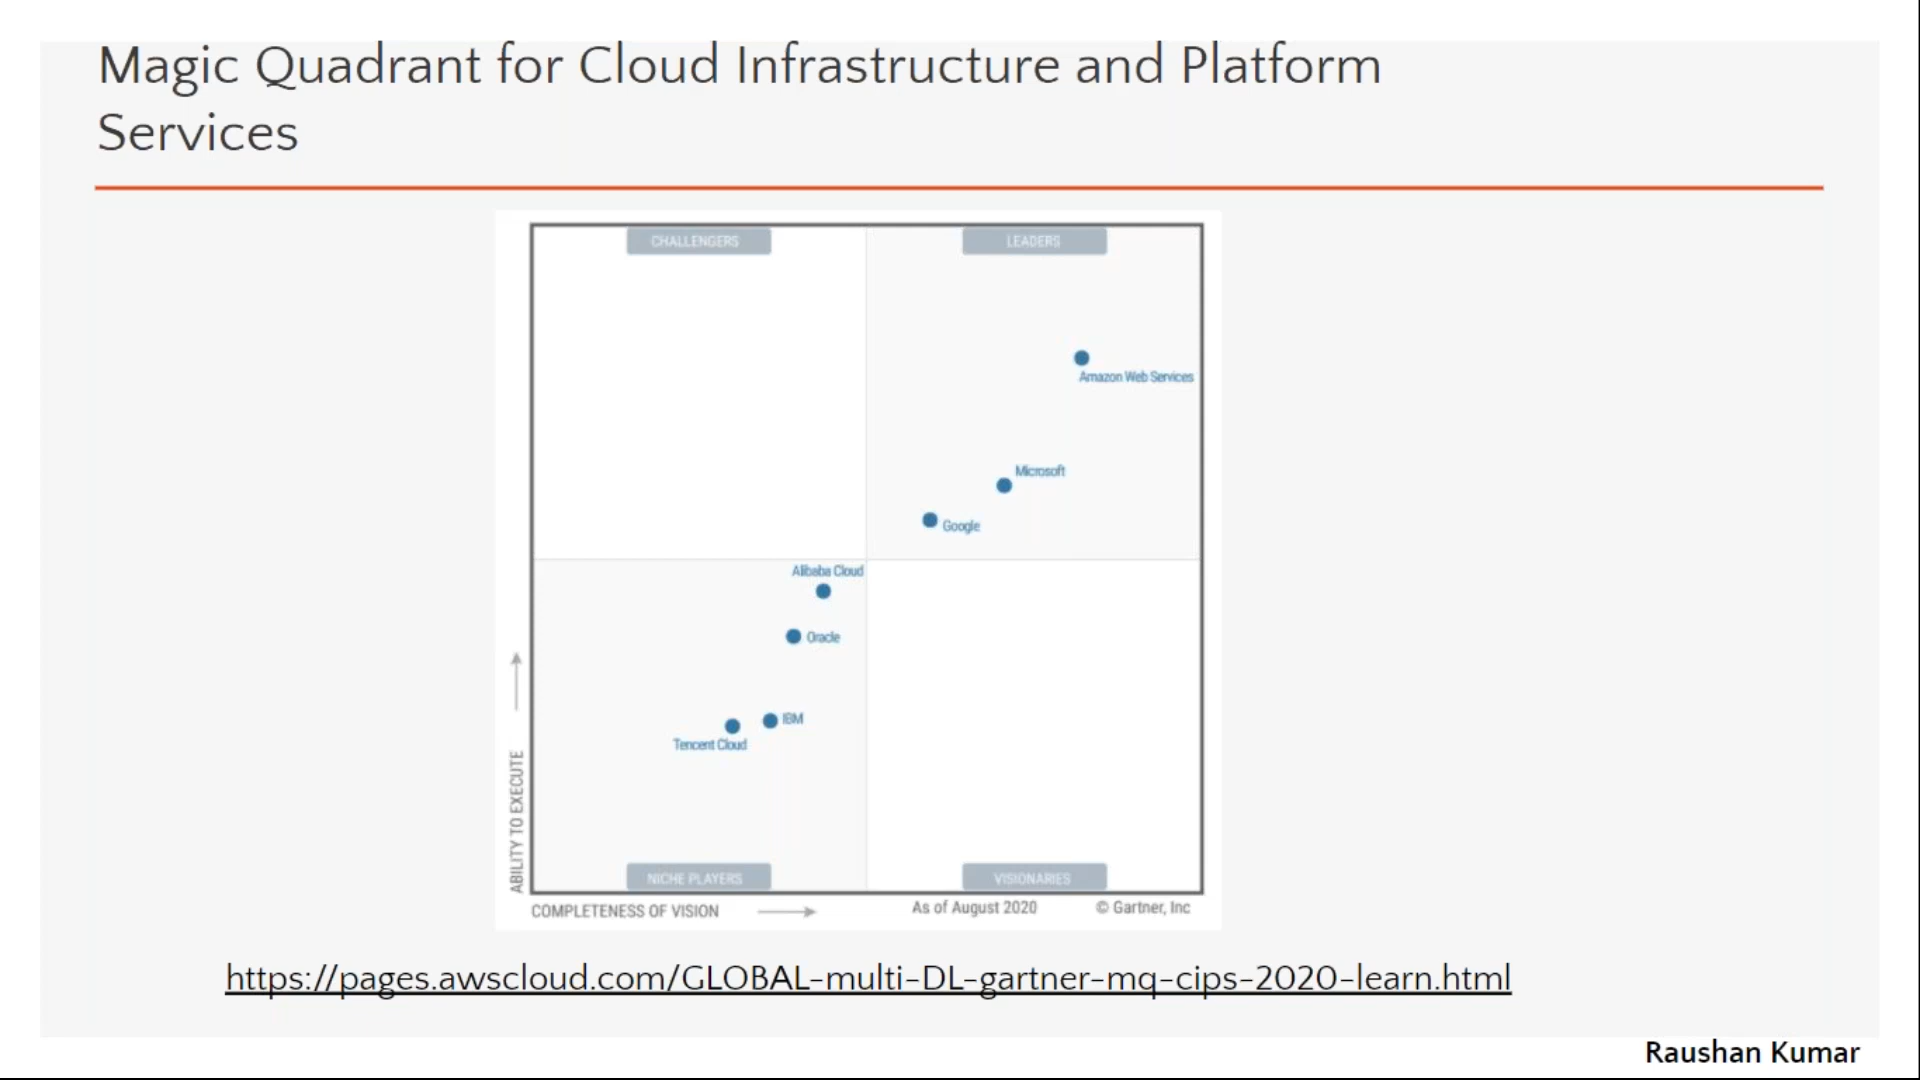 Magic Quadrant for Cloud Infrastructure and Platform
Services
CHALLENGERS
LEADERS
Amazon Web Services
Microsoft
Google
Alibaba Cloud
Oracle
IBM
Tencent Cloud
ABILITY TO EXECUTE
NICHE PLAYERS
VISIONARIES
COMPLETENESS OF VISION
As of August 2020
© Gartner, Inc
https://pages.awscloud.com/GLOBAL-multi-DL-gartner-mq-cips-2020-learn.html
Raushan Kumar